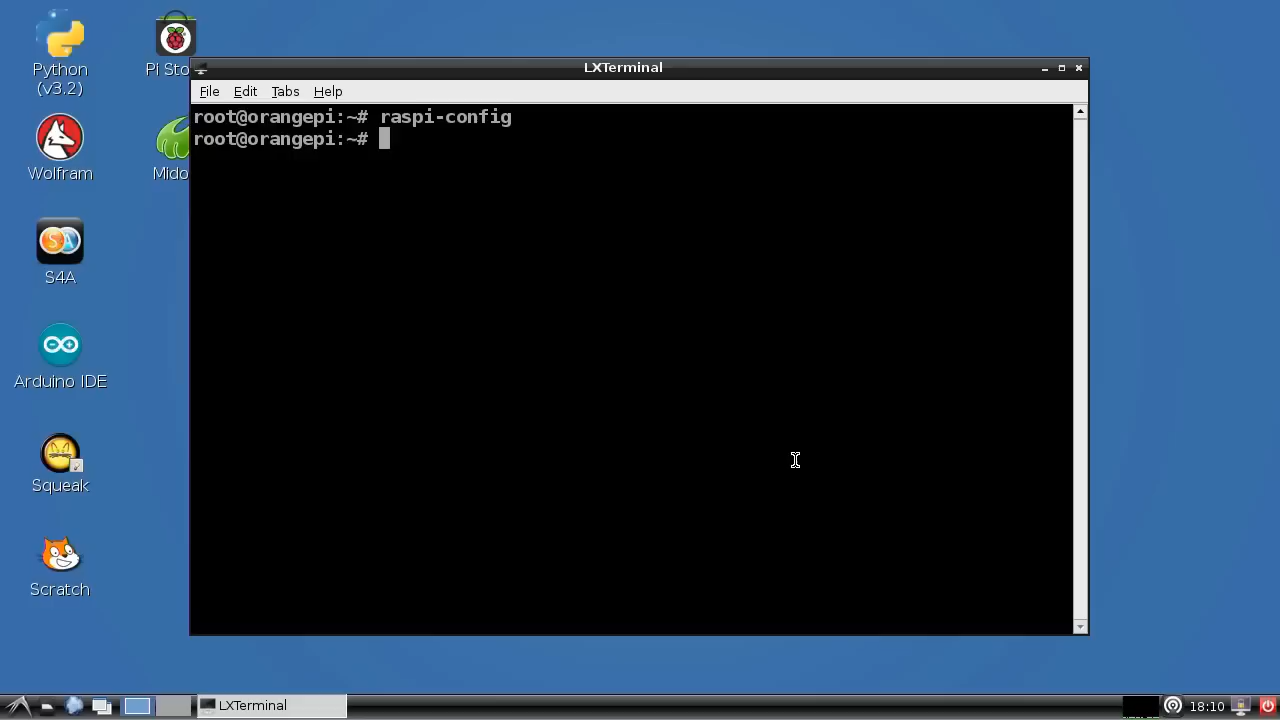 LXTerminal
File Edit Tabs Help
root@orangepi:~# raspi-config
root@orangepi:~#
Python
(v3.2)
Pi Sto
Wolfram
Mido
S4A
Arduino IDE
Squeak
Scratch
LXTerminal
18:10